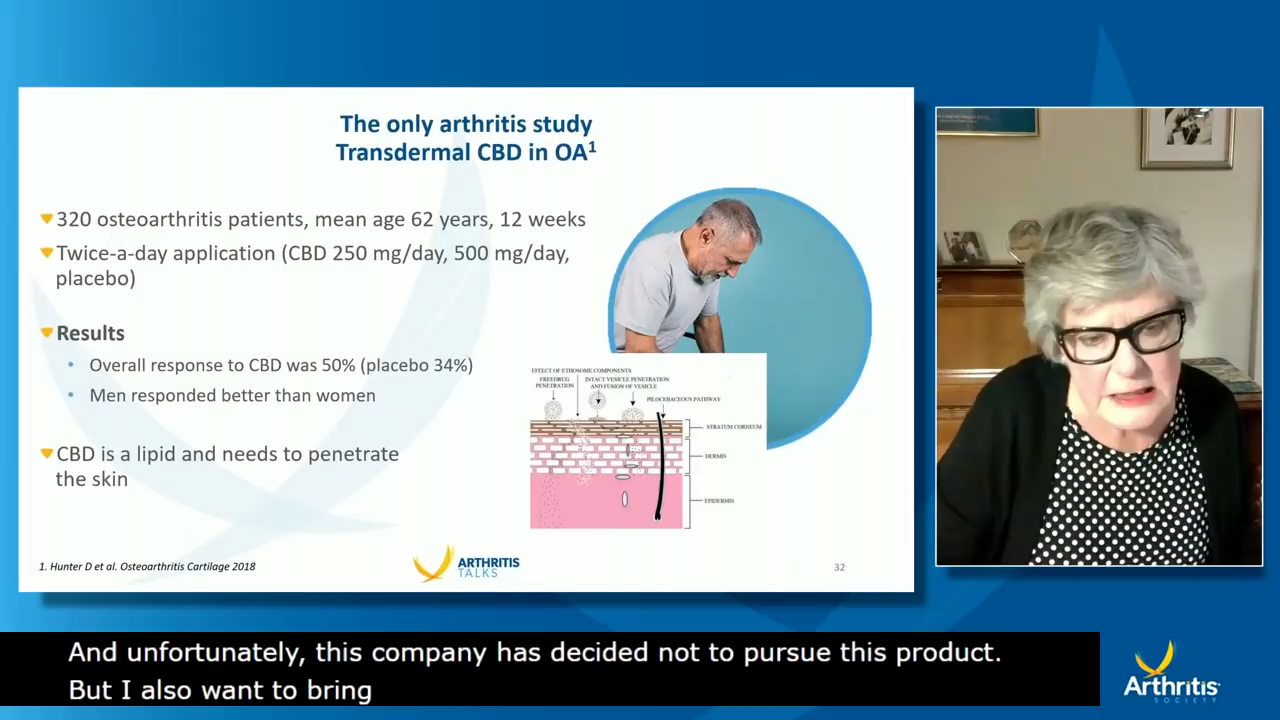 The only arthritis study
Transdermal CBD in OA1
320 osteoarthritis patients, mean age 62 years, 12 weeks
Twice-a-day application (CBD 250 mg/day, 500 mg/day,
placebo)
Results
Overall response to CBD was 50% (placebo 34%)
Men responded better than women
CBD is a lipid and needs to penetrate
the skin
EFFECT OF ETHOSOME COMPONENTS
FREEDRUG
PENETRATION
INTACT VESICLE PENETRATION
AND FUSION OF VESICLE
PILOCEBACEOUS PATHWAY
STRATUM CORNEUM
DERMIS
EPIDERMIS
1. Hunter D et al. Osteoarthritis Cartilage 2018
ARTHRITIS
TALKS
32
And unfortunately, this company has decided not to pursue this product.
But I also want to bring
Arthritis
SOCIETY